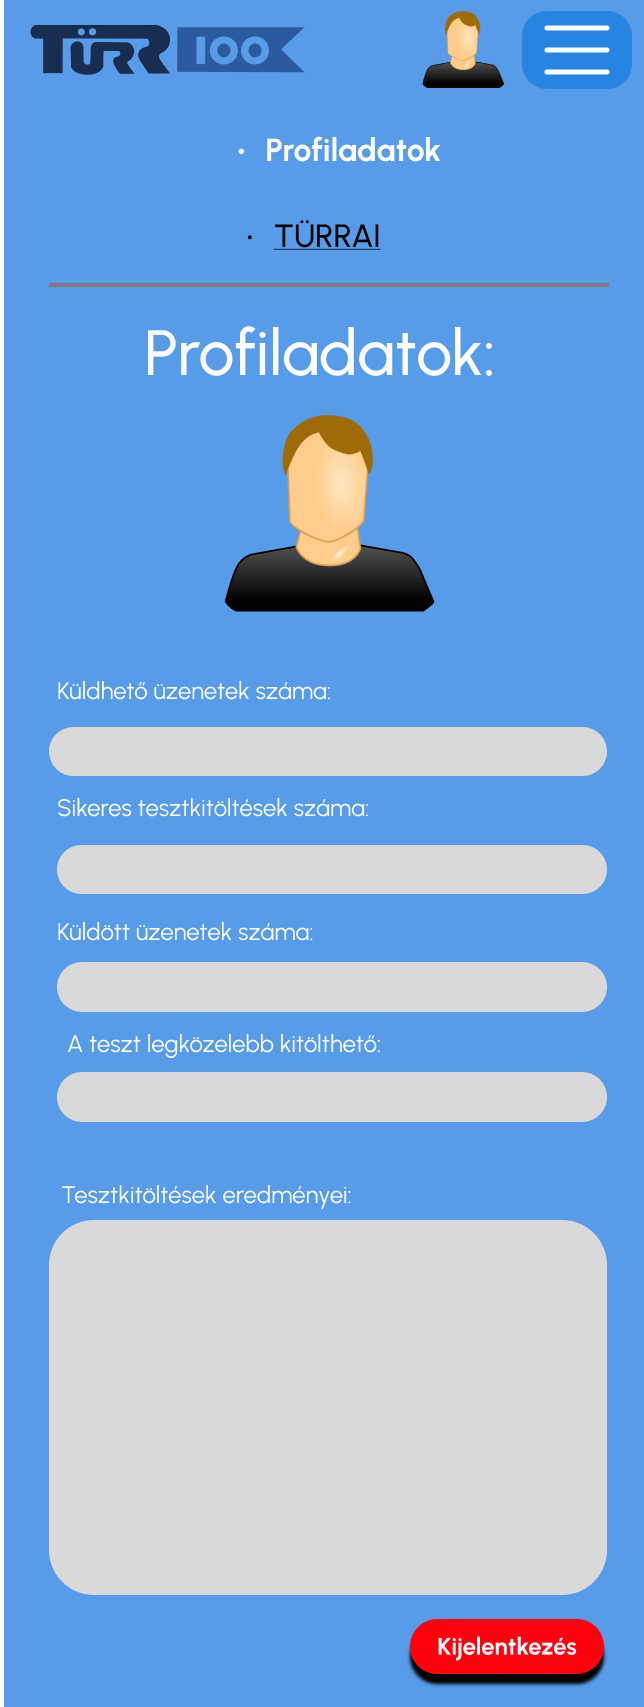 TÜRR 100
• Profiladatok
• TÜRRAI
Profiladatok:
Küldhető üzenetek száma:
Sikeres tesztkitöltések száma:
Küldött üzenetek száma:
A teszt legközelebb kitölthető:
Tesztkitöltések eredményei:
Kijelentkezés